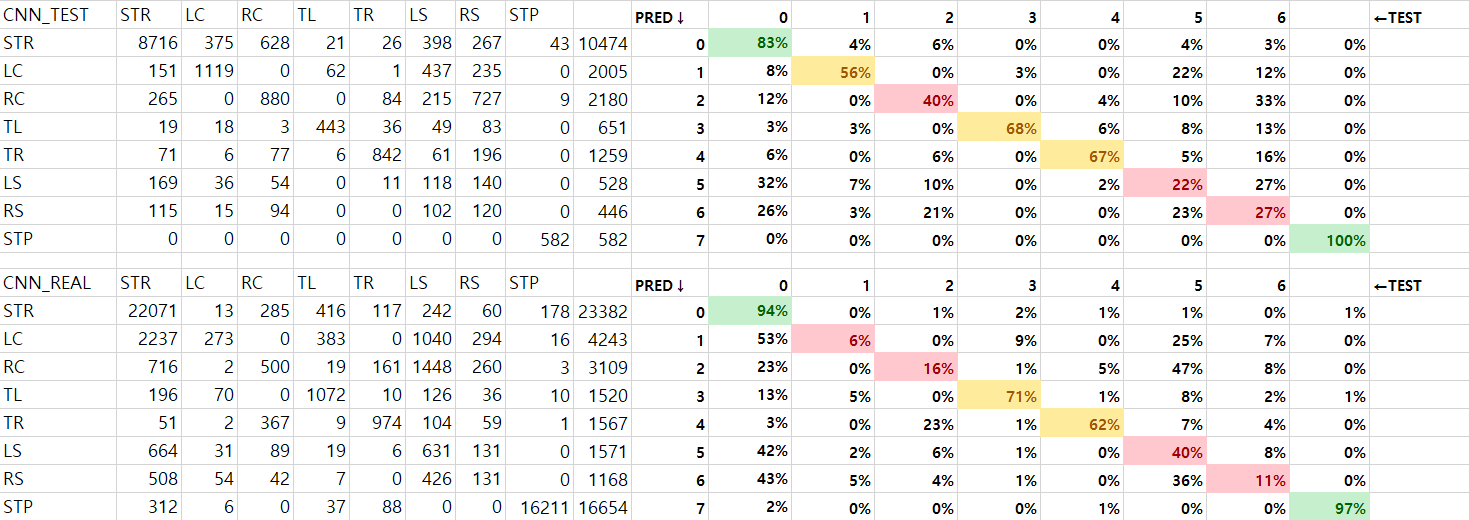 CNN_TEST STR LC RC TL TR LS RS STP PRED↓ 0 1 2 3 4 5 6 ←TEST
STR 8716 375 628 21 26 398 267 43 10474 0 83% 4% 6% 0% 0% 4% 3% 0%
LC 151 1119 0 62 1 437 235 0 2005 1 8% 56% 0% 3% 0% 22% 12% 0%
RC 265 0 880 0 84 215 727 9 2180 2 12% 0% 40% 0% 4% 10% 33% 0%
TL 19 18 3 443 36 49 83 0 651 3 3% 3% 0% 68% 6% 8% 13% 0%
TR 71 6 77 6 842 61 196 0 1259 4 6% 0% 6% 0% 67% 5% 16% 0%
LS 169 36 54 0 11 118 140 0 528 5 32% 7% 10% 0% 2% 22% 27% 0%
RS 115 15 94 0 0 102 120 0 446 6 26% 3% 21% 0% 0% 23% 27% 0%
STP 0 0 0 0 0 0 0 582 582 7 0% 0% 0% 0% 0% 0% 0% 100%
CNN_REAL STR LC RC TL TR LS RS STP PRED↓ 0 1 2 3 4 5 6 ←TEST
STR 22071 13 285 416 117 242 60 178 23382 0 94% 0% 1% 2% 1% 1% 0% 1%
LC 2237 273 0 383 0 1040 294 16 4243 1 53% 6% 0% 9% 0% 25% 7% 0%
RC 716 2 500 19 161 1448 260 3 3109 2 23% 0% 16% 1% 5% 47% 8% 0%
TL 196 70 0 1072 10 126 36 10 1520 3 13% 5% 0% 71% 1% 8% 2% 1%
TR 51 2 367 9 974 104 59 1 1567 4 3% 0% 23% 1% 62% 7% 4% 0%
LS 664 31 89 19 6 631 131 0 1571 5 42% 2% 6% 1% 0% 40% 8% 0%
RS 508 54 42 7 0 426 131 0 1168 6 43% 5% 4% 1% 0% 36% 11% 0%
STP 312 6 0 37 88 0 0 16211 16654 7 2% 0% 0% 0% 1% 0% 0% 97%